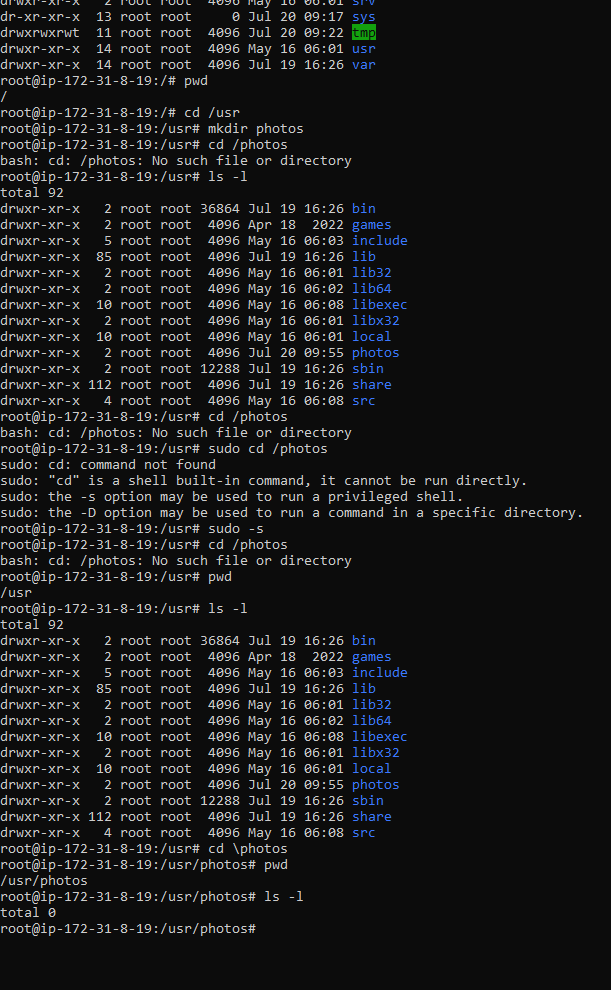 drwxr-xr-x   2 root root  4096 May 16 06:01 srv
dr-xr-xr-x  13 root root     0 Jul 20 09:17 sys
drwxrwxrwt  11 root root  4096 Jul 20 09:22 tmp
drwxr-xr-x  14 root root  4096 May 16 06:01 usr
drwxr-xr-x  14 root root  4096 Jul 19 16:26 var
root@ip-172-31-8-19:/# pwd
/
root@ip-172-31-8-19:/# cd /usr
root@ip-172-31-8-19:/usr# mkdir photos
root@ip-172-31-8-19:/usr# cd /photos
bash: cd: /photos: No such file or directory
root@ip-172-31-8-19:/usr# ls -l
total 92
drwxr-xr-x   2 root root 36864 Jul 19 16:26 bin
drwxr-xr-x   2 root root  4096 Apr 18  2022 games
drwxr-xr-x   5 root root  4096 May 16 06:03 include
drwxr-xr-x  85 root root  4096 Jul 19 16:26 lib
drwxr-xr-x   2 root root  4096 May 16 06:01 lib32
drwxr-xr-x   2 root root  4096 May 16 06:02 lib64
drwxr-xr-x  10 root root  4096 May 16 06:08 libexec
drwxr-xr-x   2 root root  4096 May 16 06:01 libx32
drwxr-xr-x  10 root root  4096 May 16 06:01 local
drwxr-xr-x   2 root root  4096 Jul 20 09:55 photos
drwxr-xr-x   2 root root 12288 Jul 19 16:26 sbin
drwxr-xr-x 112 root root  4096 Jul 19 16:26 share
drwxr-xr-x   4 root root  4096 May 16 06:08 src
root@ip-172-31-8-19:/usr# cd /photos
bash: cd: /photos: No such file or directory
root@ip-172-31-8-19:/usr# sudo cd /photos
sudo: cd: command not found
sudo: "cd" is a shell built-in command, it cannot be run directly.
sudo: the -s option may be used to run a privileged shell.
sudo: the -D option may be used to run a command in a specific directory.
root@ip-172-31-8-19:/usr# sudo -s
root@ip-172-31-8-19:/usr# cd /photos
bash: cd: /photos: No such file or directory
root@ip-172-31-8-19:/usr# pwd
/usr
root@ip-172-31-8-19:/usr# ls -l
total 92
drwxr-xr-x   2 root root 36864 Jul 19 16:26 bin
drwxr-xr-x   2 root root  4096 Apr 18  2022 games
drwxr-xr-x   5 root root  4096 May 16 06:03 include
drwxr-xr-x  85 root root  4096 Jul 19 16:26 lib
drwxr-xr-x   2 root root  4096 May 16 06:01 lib32
drwxr-xr-x   2 root root  4096 May 16 06:02 lib64
drwxr-xr-x  10 root root  4096 May 16 06:08 libexec
drwxr-xr-x   2 root root  4096 May 16 06:01 libx32
drwxr-xr-x  10 root root  4096 May 16 06:01 local
drwxr-xr-x   2 root root  4096 Jul 20 09:55 photos
drwxr-xr-x   2 root root 12288 Jul 19 16:26 sbin
drwxr-xr-x 112 root root  4096 Jul 19 16:26 share
drwxr-xr-x   4 root root  4096 May 16 06:08 src
root@ip-172-31-8-19:/usr# cd \photos
root@ip-172-31-8-19:/usr/photos# pwd
/usr/photos
root@ip-172-31-8-19:/usr/photos# ls -l
total 0
root@ip-172-31-8-19:/usr/photos#